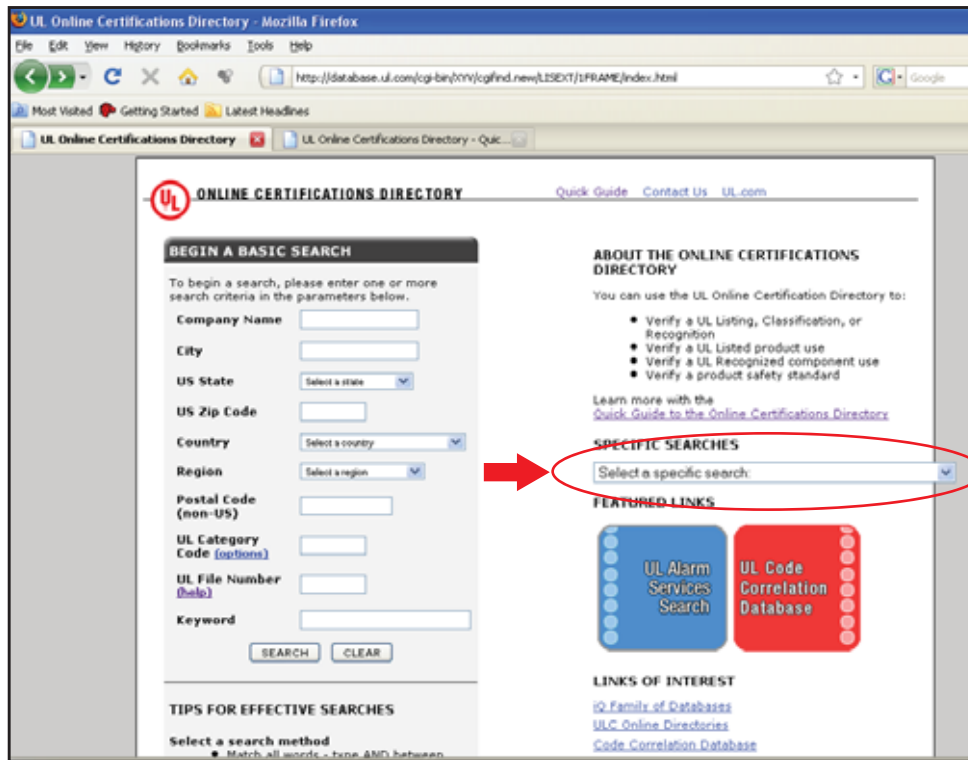 UL Online Certifications Directory - Mozilla Firefox
File Edit View History Bookmarks Tools Help
http://database.ul.com/cgi-bin/XYV/cgifind.new/LISEXT/1FRAME/index.html
Google
Most Visited Getting Started Latest Headlines
UL Online Certifications Directory UL Online Certifications Directory - Quic...
UL ONLINE CERTIFICATIONS DIRECTORY
Quick Guide Contact Us UL.com
BEGIN A BASIC SEARCH
To begin a search, please enter one or more
search criteria in the parameters below.
Company Name
City
US State Select a state
US Zip Code
Country Select a country
Region Select a region
Postal Code
(non-US)
UL Category
Code (options)
UL File Number
(help)
Keyword
SEARCH CLEAR
TIPS FOR EFFECTIVE SEARCHES
Select a search method
Match all words - type AND between
ABOUT THE ONLINE CERTIFICATIONS
DIRECTORY
You can use the UL Online Certification Directory to:
Verify a UL Listing, Classification, or
Recognition
Verify a UL Listed product use
Verify a UL Recognized component use
Verify a product safety standard
Learn more with the
Quick Guide to the Online Certifications Directory
SPECIFIC SEARCHES
Select a specific search:
FEATURED LINKS
UL Alarm
Services
Search
UL Code
Correlation
Database
LINKS OF INTEREST
iQ Family of Databases
ULC Online Directories
Code Correlation Database